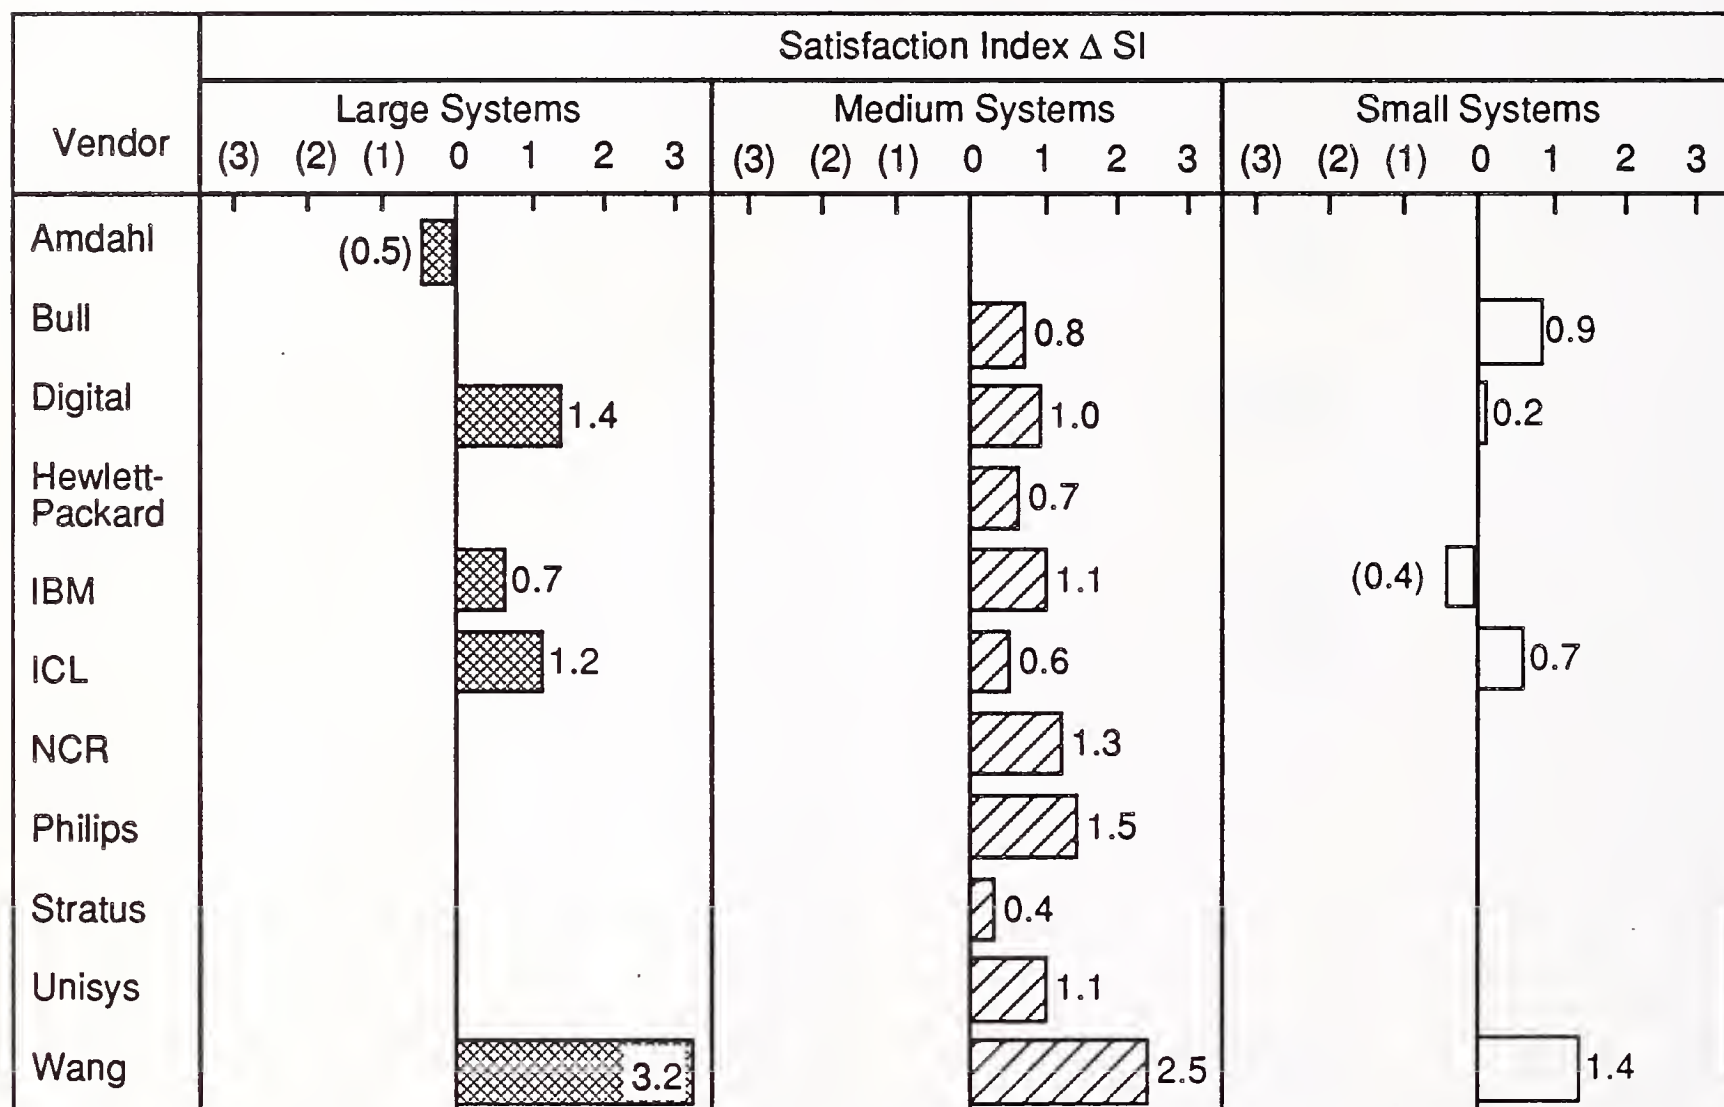 Satisfaction Index Δ SI
Vendor
Large Systems
Medium Systems
Small Systems
(3) (2) (1) 0 1 2 3
(3) (2) (1) 0 1 2 3
(3) (2) (1) 0 1 2 3
Amdahl (0.5)
Bull 0.8 0.9
Digital 1.4 1.0 0.2
Hewlett-
Packard 0.7
IBM 0.7 1.1 (0.4)
ICL 1.2 0.6 0.7
NCR 1.3
Philips 1.5
Stratus 0.4
Unisys 1.1
Wang 3.2 2.5 1.4